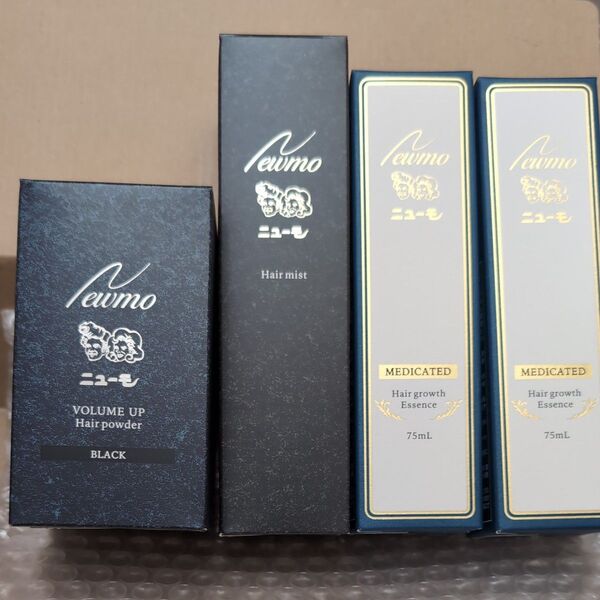 Newmo
ニューモ
VOLUME UP
Hair powder
BLACK
Newmo
ニューモ
Hair mist
Newmo
ニューモ
MEDICATED
Hair growth
Essence
75mL
Newmo
ニューモ
MEDICATED
Hair growth
Essence
75mL